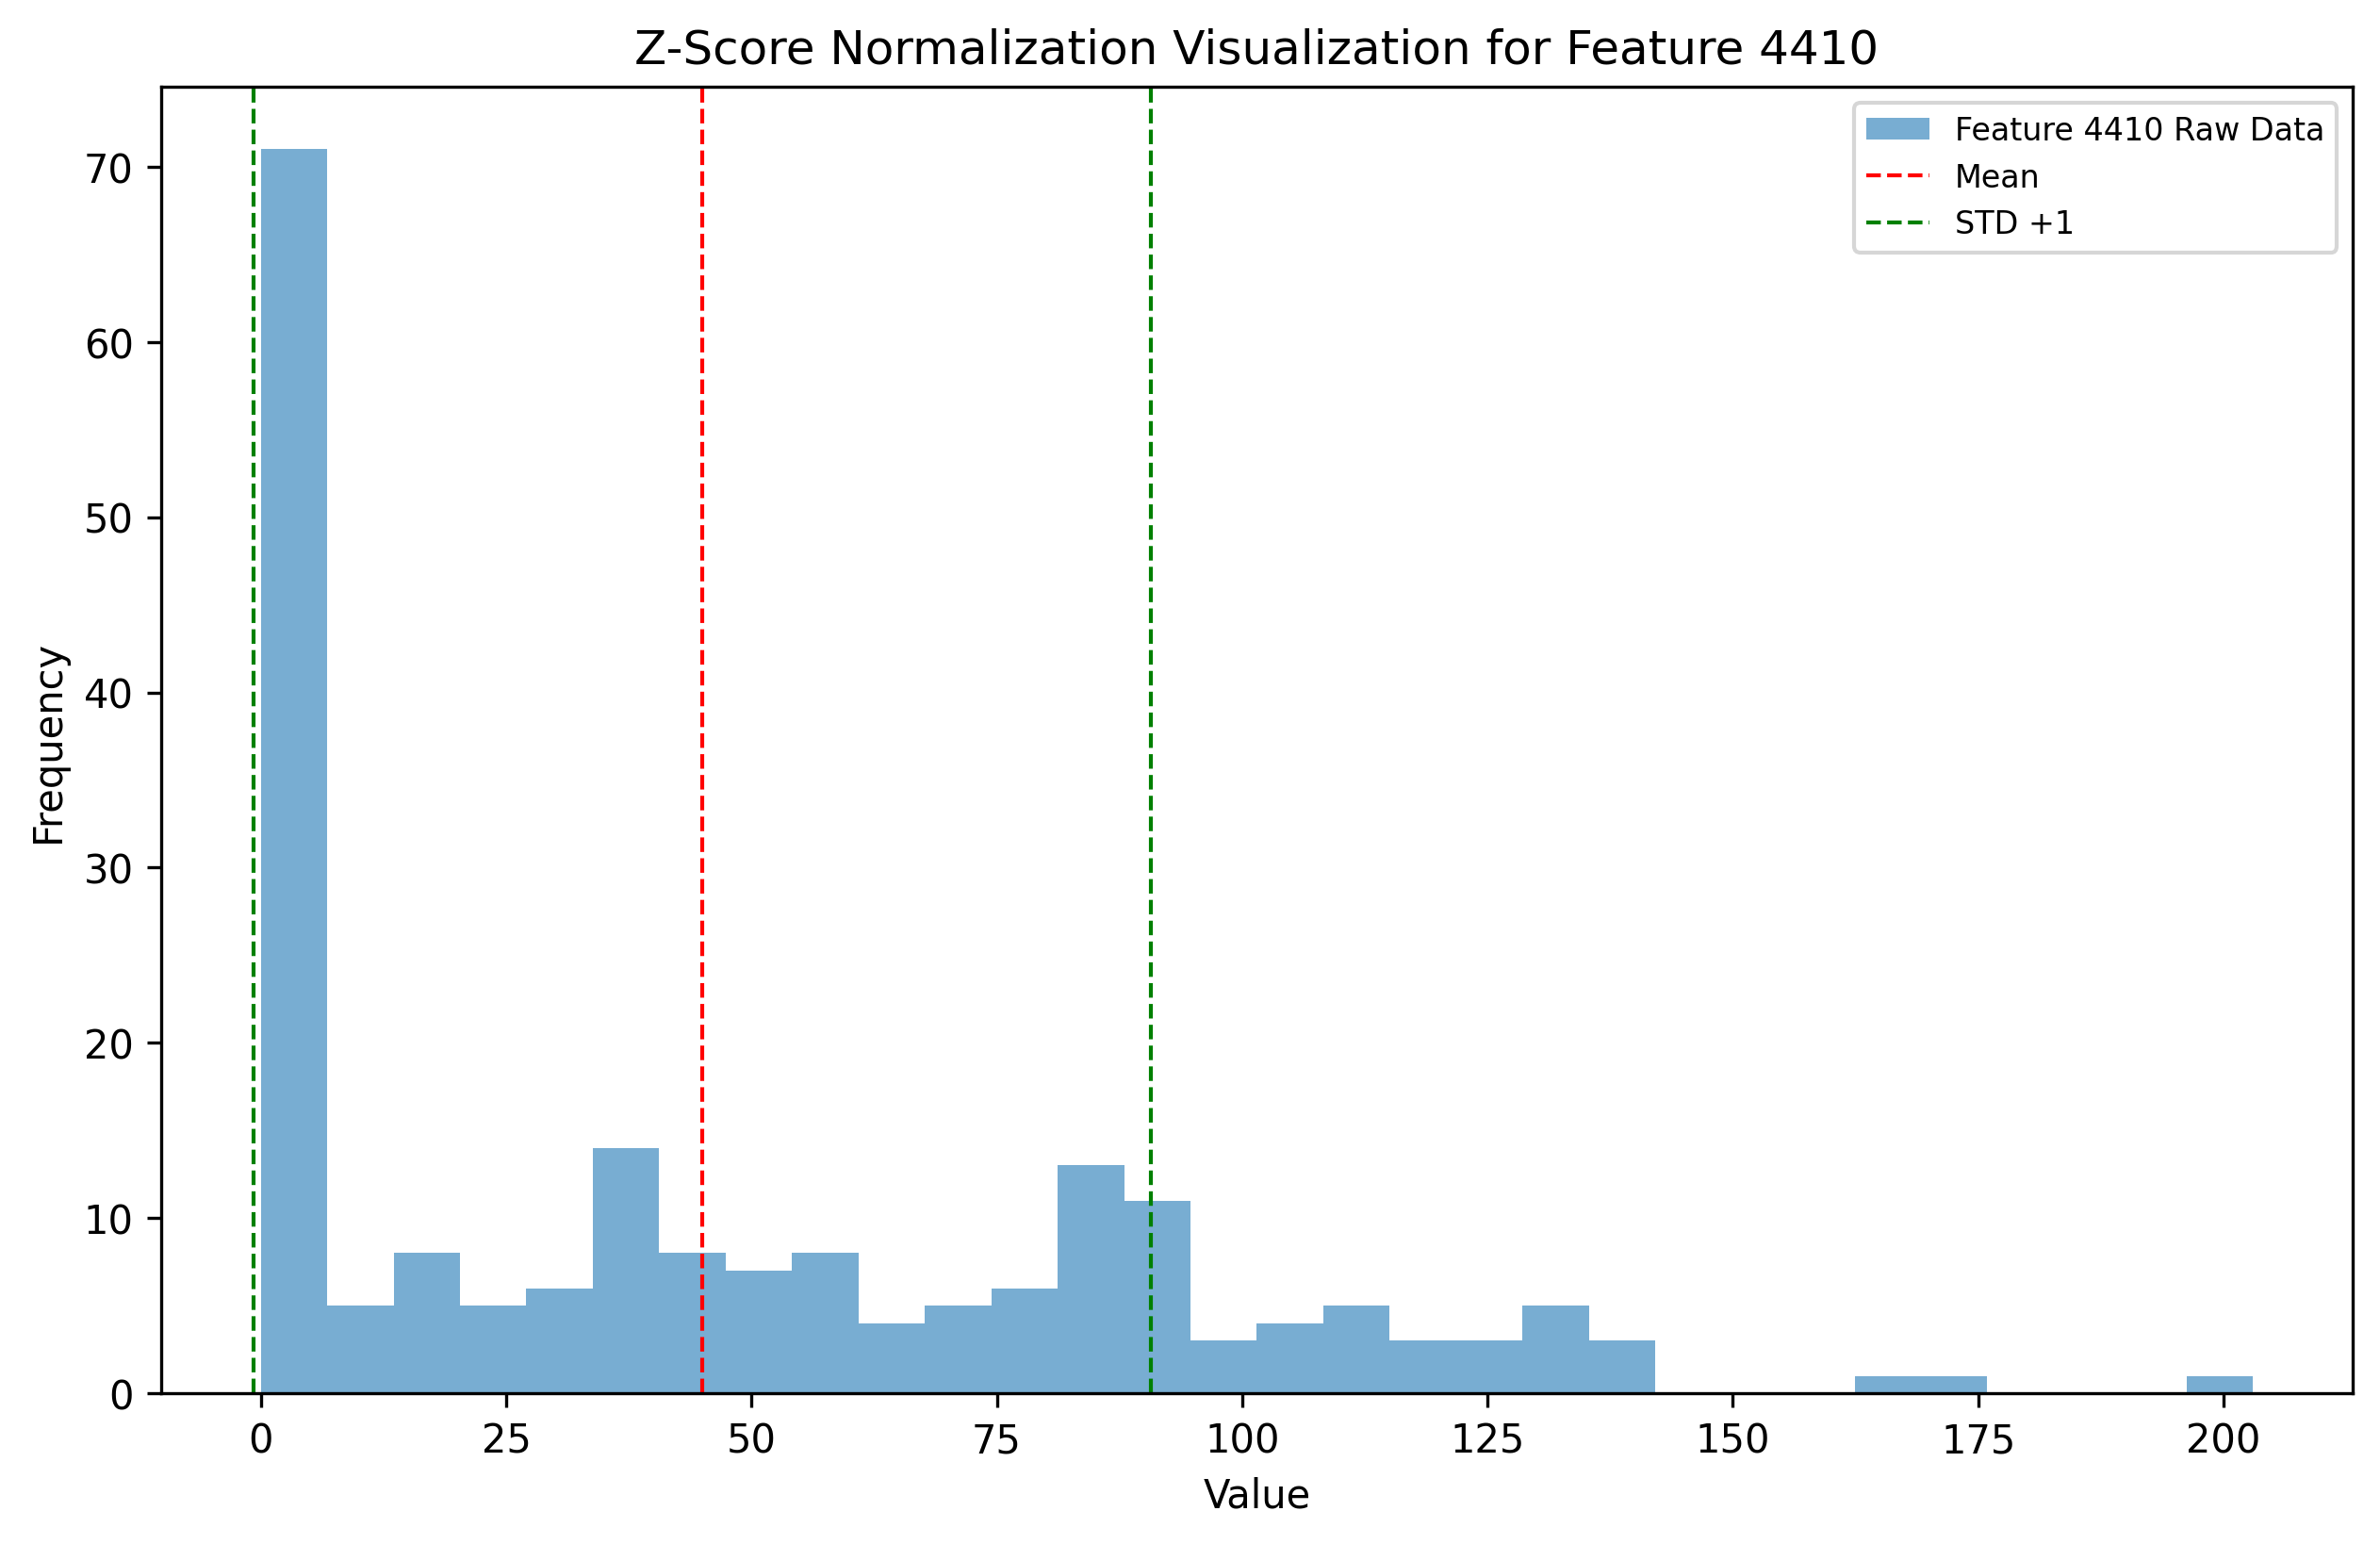 Z-Score Normalization Visualization for Feature 4410
Feature 4410 Raw Data
Mean
STD +1
70
60
50
40
30
20
10
0
Frequency
0 25 50 75 100 125 150 175 200
Value